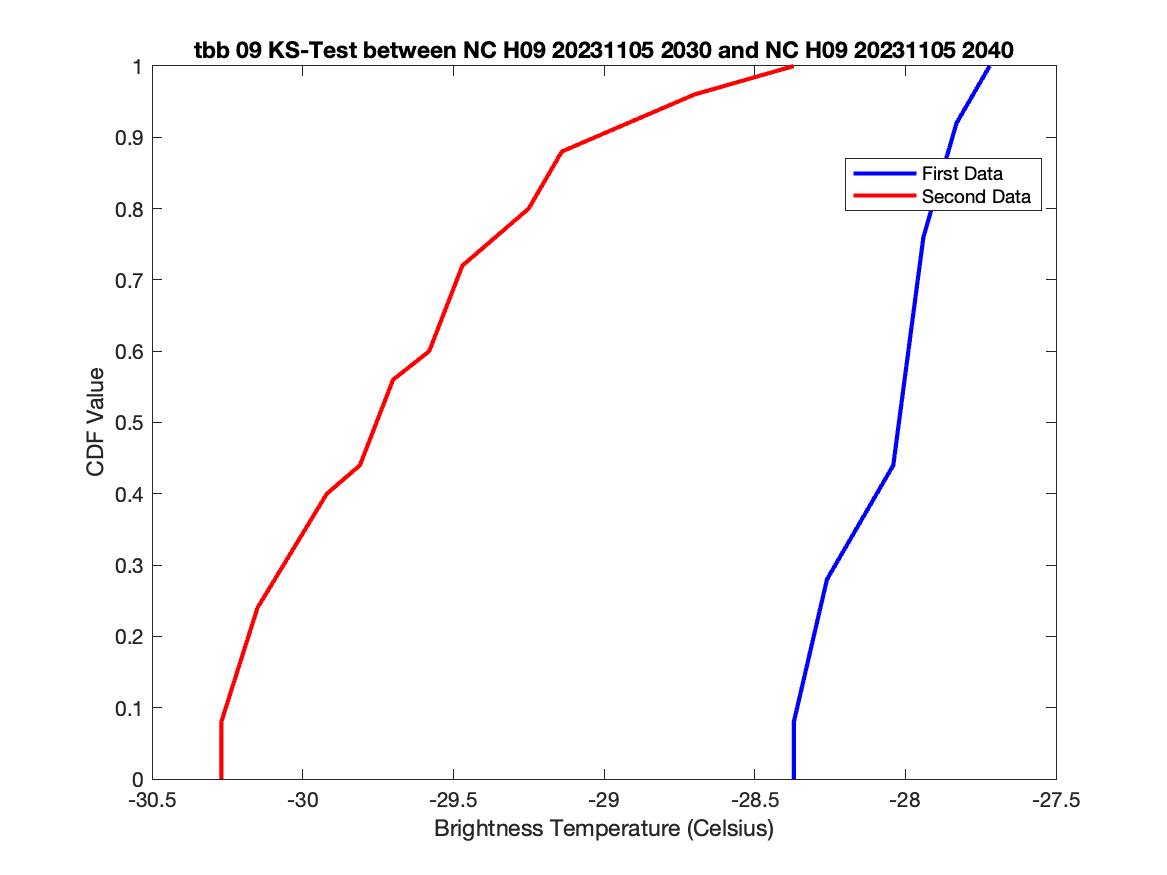 tbb 09 KS-Test between NC H09 20231105 2030 and NC H09 20231105 2040
1
0.9
0.8
0.7
0.6
0.5
0.4
0.3
0.2
0.1
0
CDF Value
First Data
Second Data
-30.5 -30 -29.5 -29 -28.5 -28 -27.5
Brightness Temperature (Celsius)